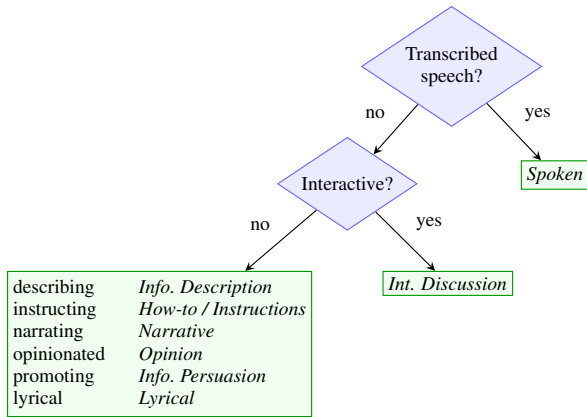 Transcribed
speech?
no
yes
Interactive?
Spoken
no
yes
describing Info. Description
instructing How-to / Instructions
narrating Narrative
opinionated Opinion
promoting Info. Persuasion
lyrical Lyrical
Int. Discussion